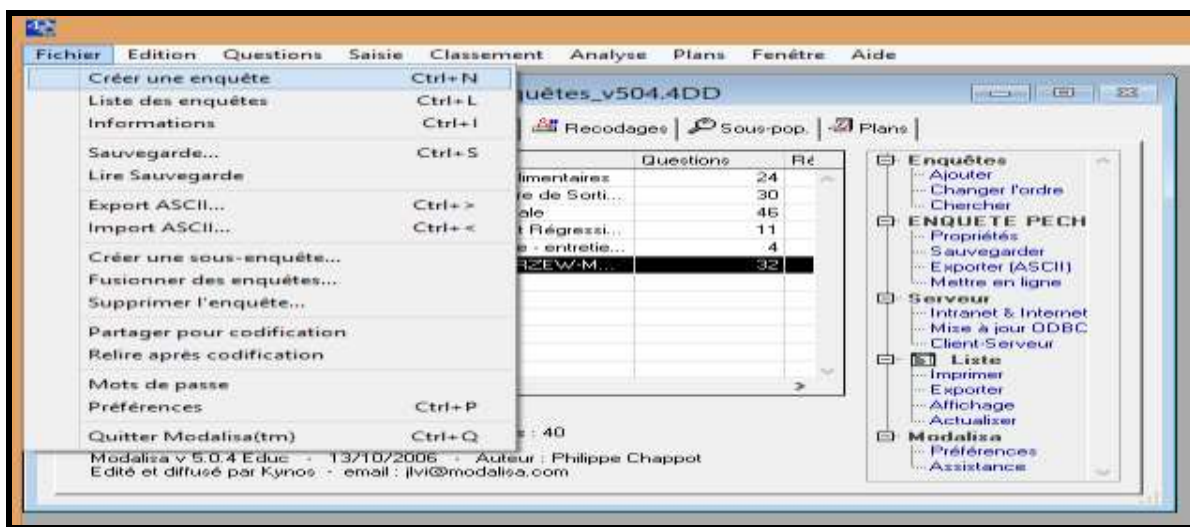 Fichier Edition Questions Saisie Classement Analyse Plans Fenêtre Aide
Créer une enquête Ctrl+N
Liste des enquêtes Ctrl+L
Informations Ctrl+I
Sauvegarde... Ctrl+S
Lire Sauvegarde
Export ASCII... Ctrl+>
Import ASCII... Ctrl+<
Créer une sous-enquête...
Fusionner des enquêtes...
Supprimer l'enquête...
Partager pour codification
Relire après codification
Mots de passe
Préférences Ctrl+P
Quitter Modalisa(tm) Ctrl+Q
uêtes_v504.4DD
Recodages Sous-pop. Plans
Questions Ré
limentaires 24
re de Sorti... 30
ale 46
t Régressi... 11
e - entretie... 4
RZEW-M... 32
s : 40
Modalisa v 5.0.4 Educ - 13/10/2006 - Auteur : Philippe Chappot
Edité et diffusé par Kynos - email : jlvi@modalisa.com
Enquêtes
Ajouter
Changer l'ordre
Chercher
ENQUETE PECH
Propriétés
Sauvegarder
Exporter (ASCII)
Mettre en ligne
Serveur
Intranet & Internet
Mise à jour ODBC
Client-Serveur
Liste
Imprimer
Exporter
Affichage
Actualiser
Modalisa
Préférences
Assistance